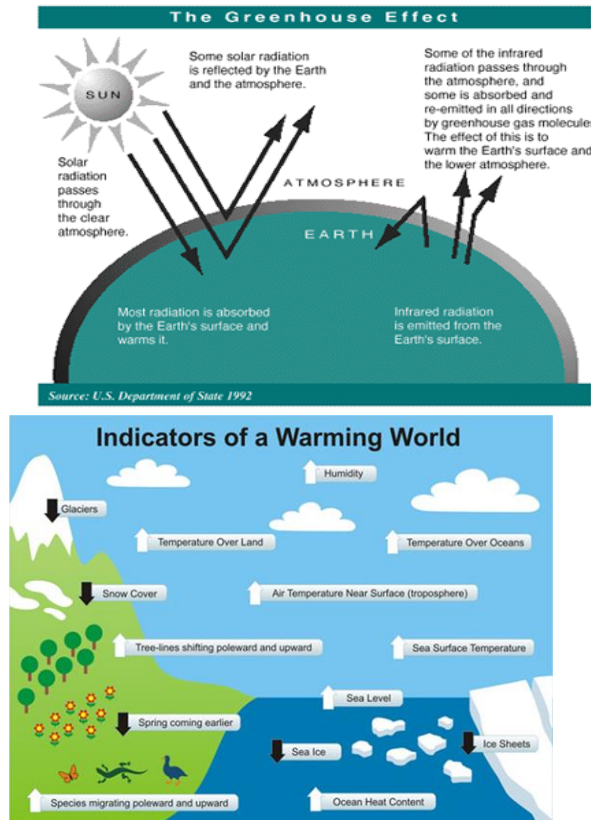 The Greenhouse Effect
Some solar radiation
is reflected by the Earth
and the atmosphere.
Some of the infrared
radiation passes through
the atmosphere, and
some is absorbed and
re-emitted in all directions
by greenhouse gas molecules
The effect of this is to
warm the Earth's surface and
the lower atmosphere.
SUN
Solar
radiation
passes
through
the clear
atmosphere.
ATMOSPHERE
EARTH
Most radiation is absorbed
by the Earth's surface and
warms it.
Infrared radiation
is emitted from the
Earth's surface.
Source: U.S. Department of State 1992
Indicators of a Warming World
Humidity
Glaciers
Temperature Over Land
Temperature Over Oceans
Snow Cover
Air Temperature Near Surface (troposphere)
Tree-lines shifting poleward and upward
Sea Surface Temperature
Sea Level
Spring coming earlier
Sea Ice
Ice Sheets
Species migrating poleward and upward
Ocean Heat Content